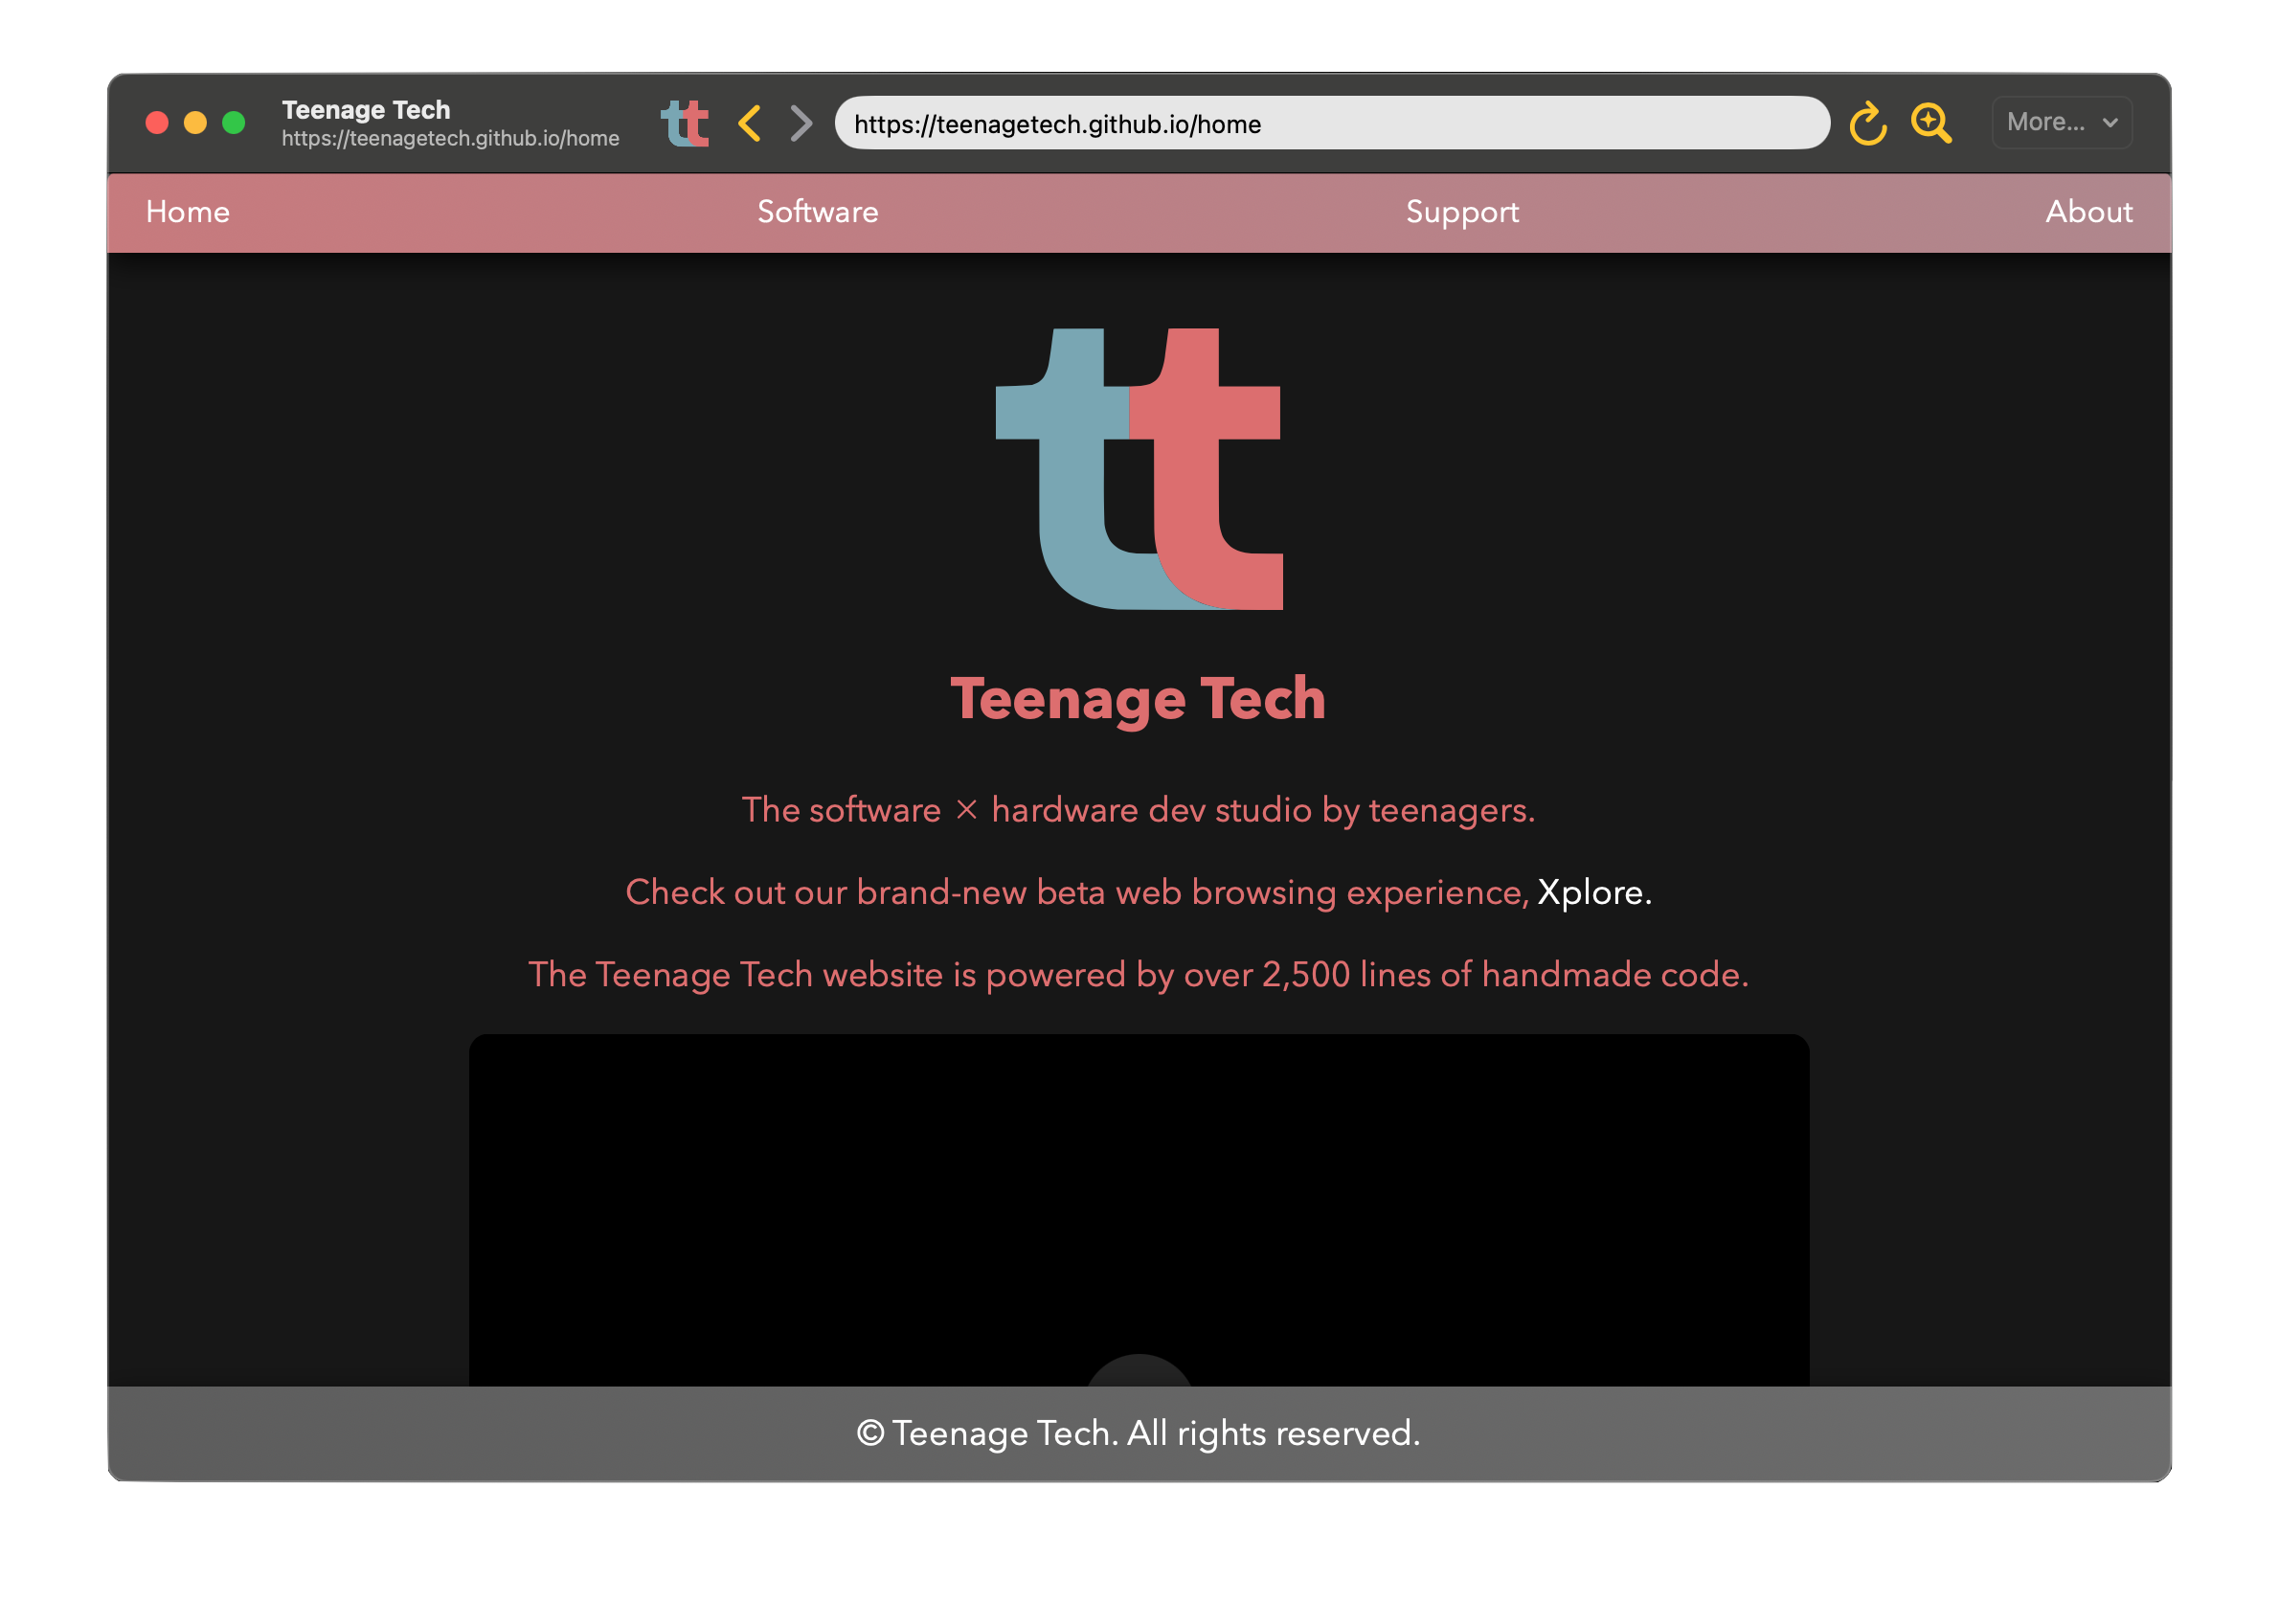 Teenage Tech
https://teenagetech.github.io/home
tt
https://teenagetech.github.io/home
More...
Home Software Support About
tt
Teenage Tech
The software × hardware dev studio by teenagers.
Check out our brand-new beta web browsing experience, Xplore.
The Teenage Tech website is powered by over 2,500 lines of handmade code.
© Teenage Tech. All rights reserved.